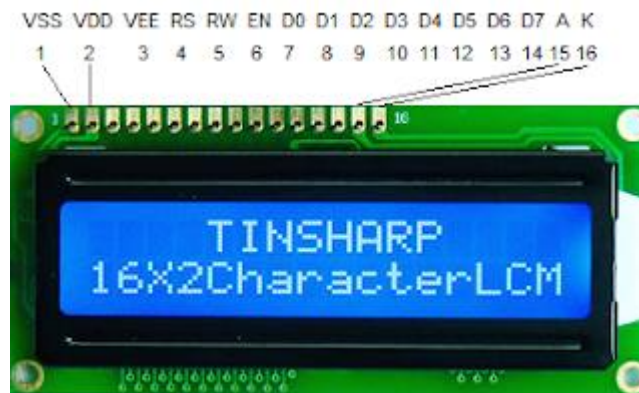 VSS VDD VEE RS RW EN D0 D1 D2 D3 D4 D5 D6 D7 A K
1 2 3 4 5 6 7 8 9 10 11 12 13 14 15 16
1 16
TINSHARP
16X2CharacterLCM